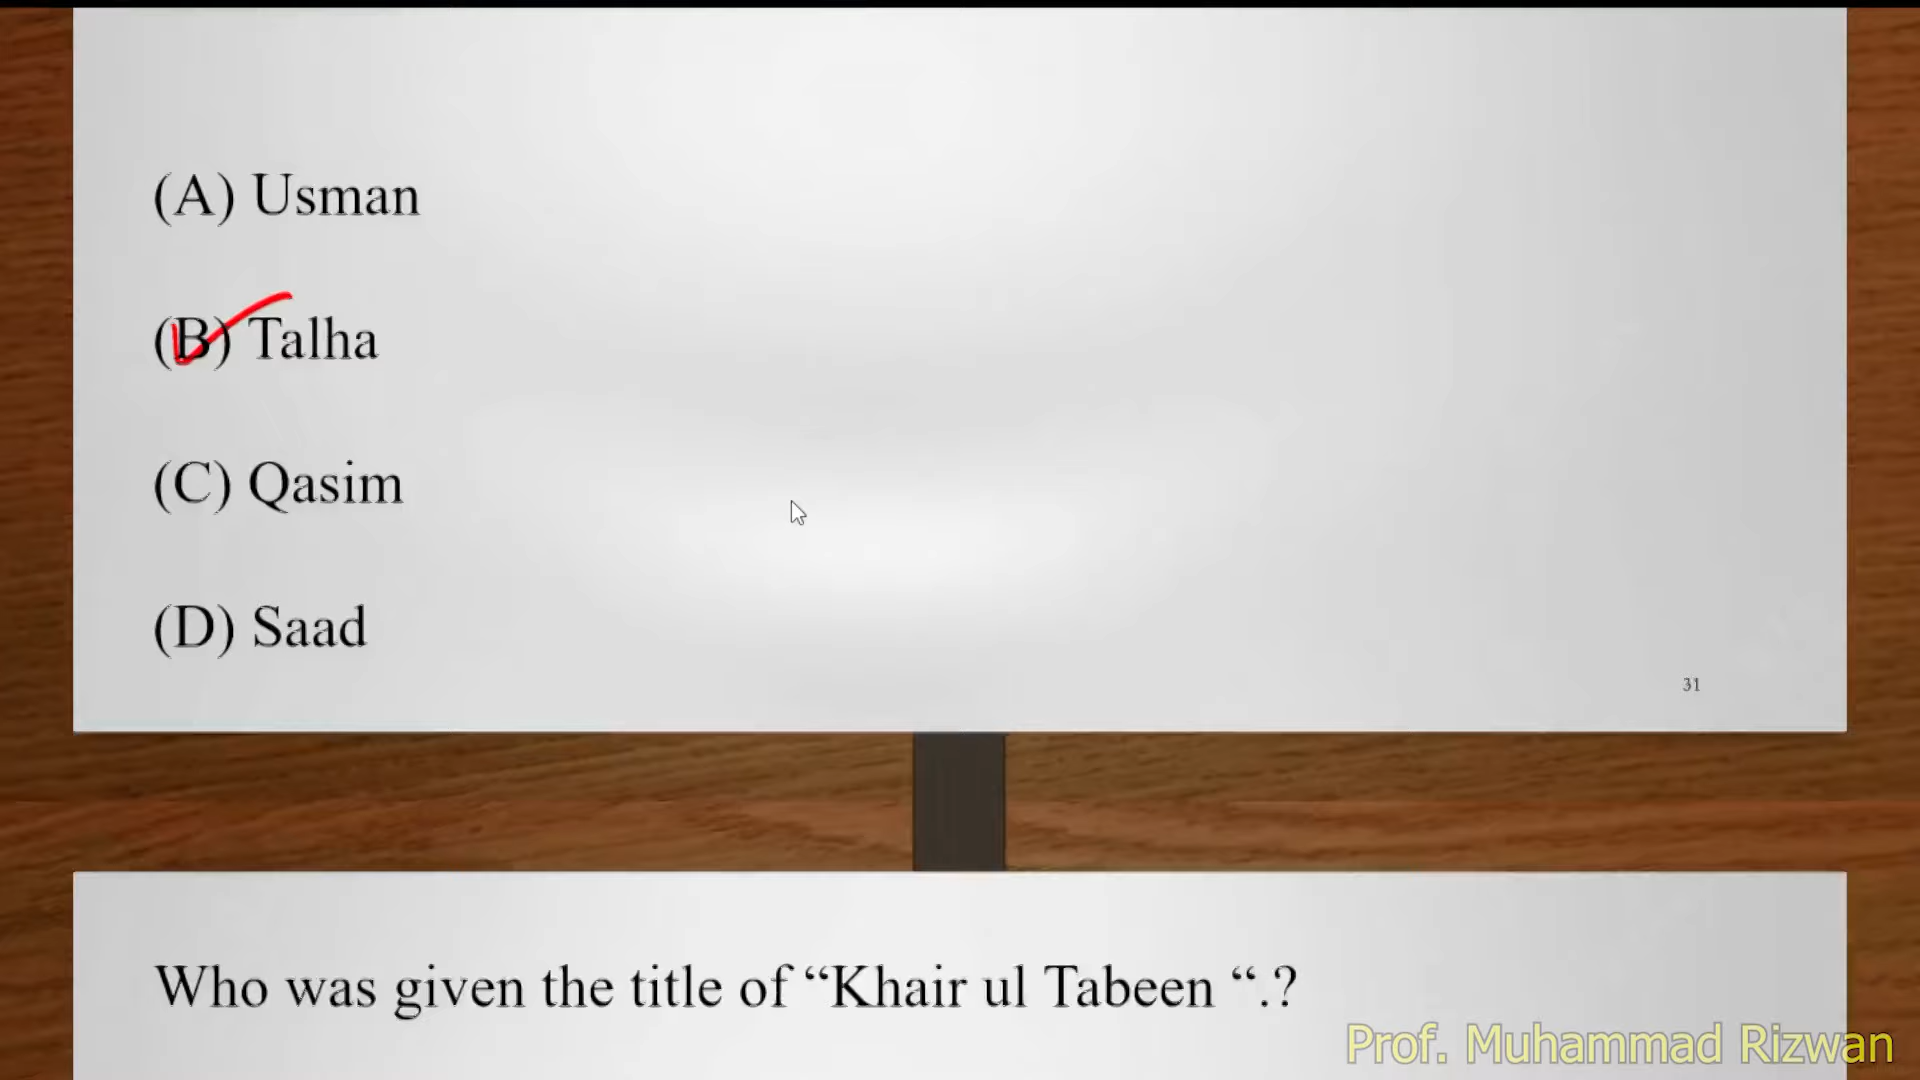 (A) Usman
(B) Talha
(C) Qasim
(D) Saad
31
Who was given the title of “Khair ul Tabeen “.?
Prof. Muhammad Rizwan